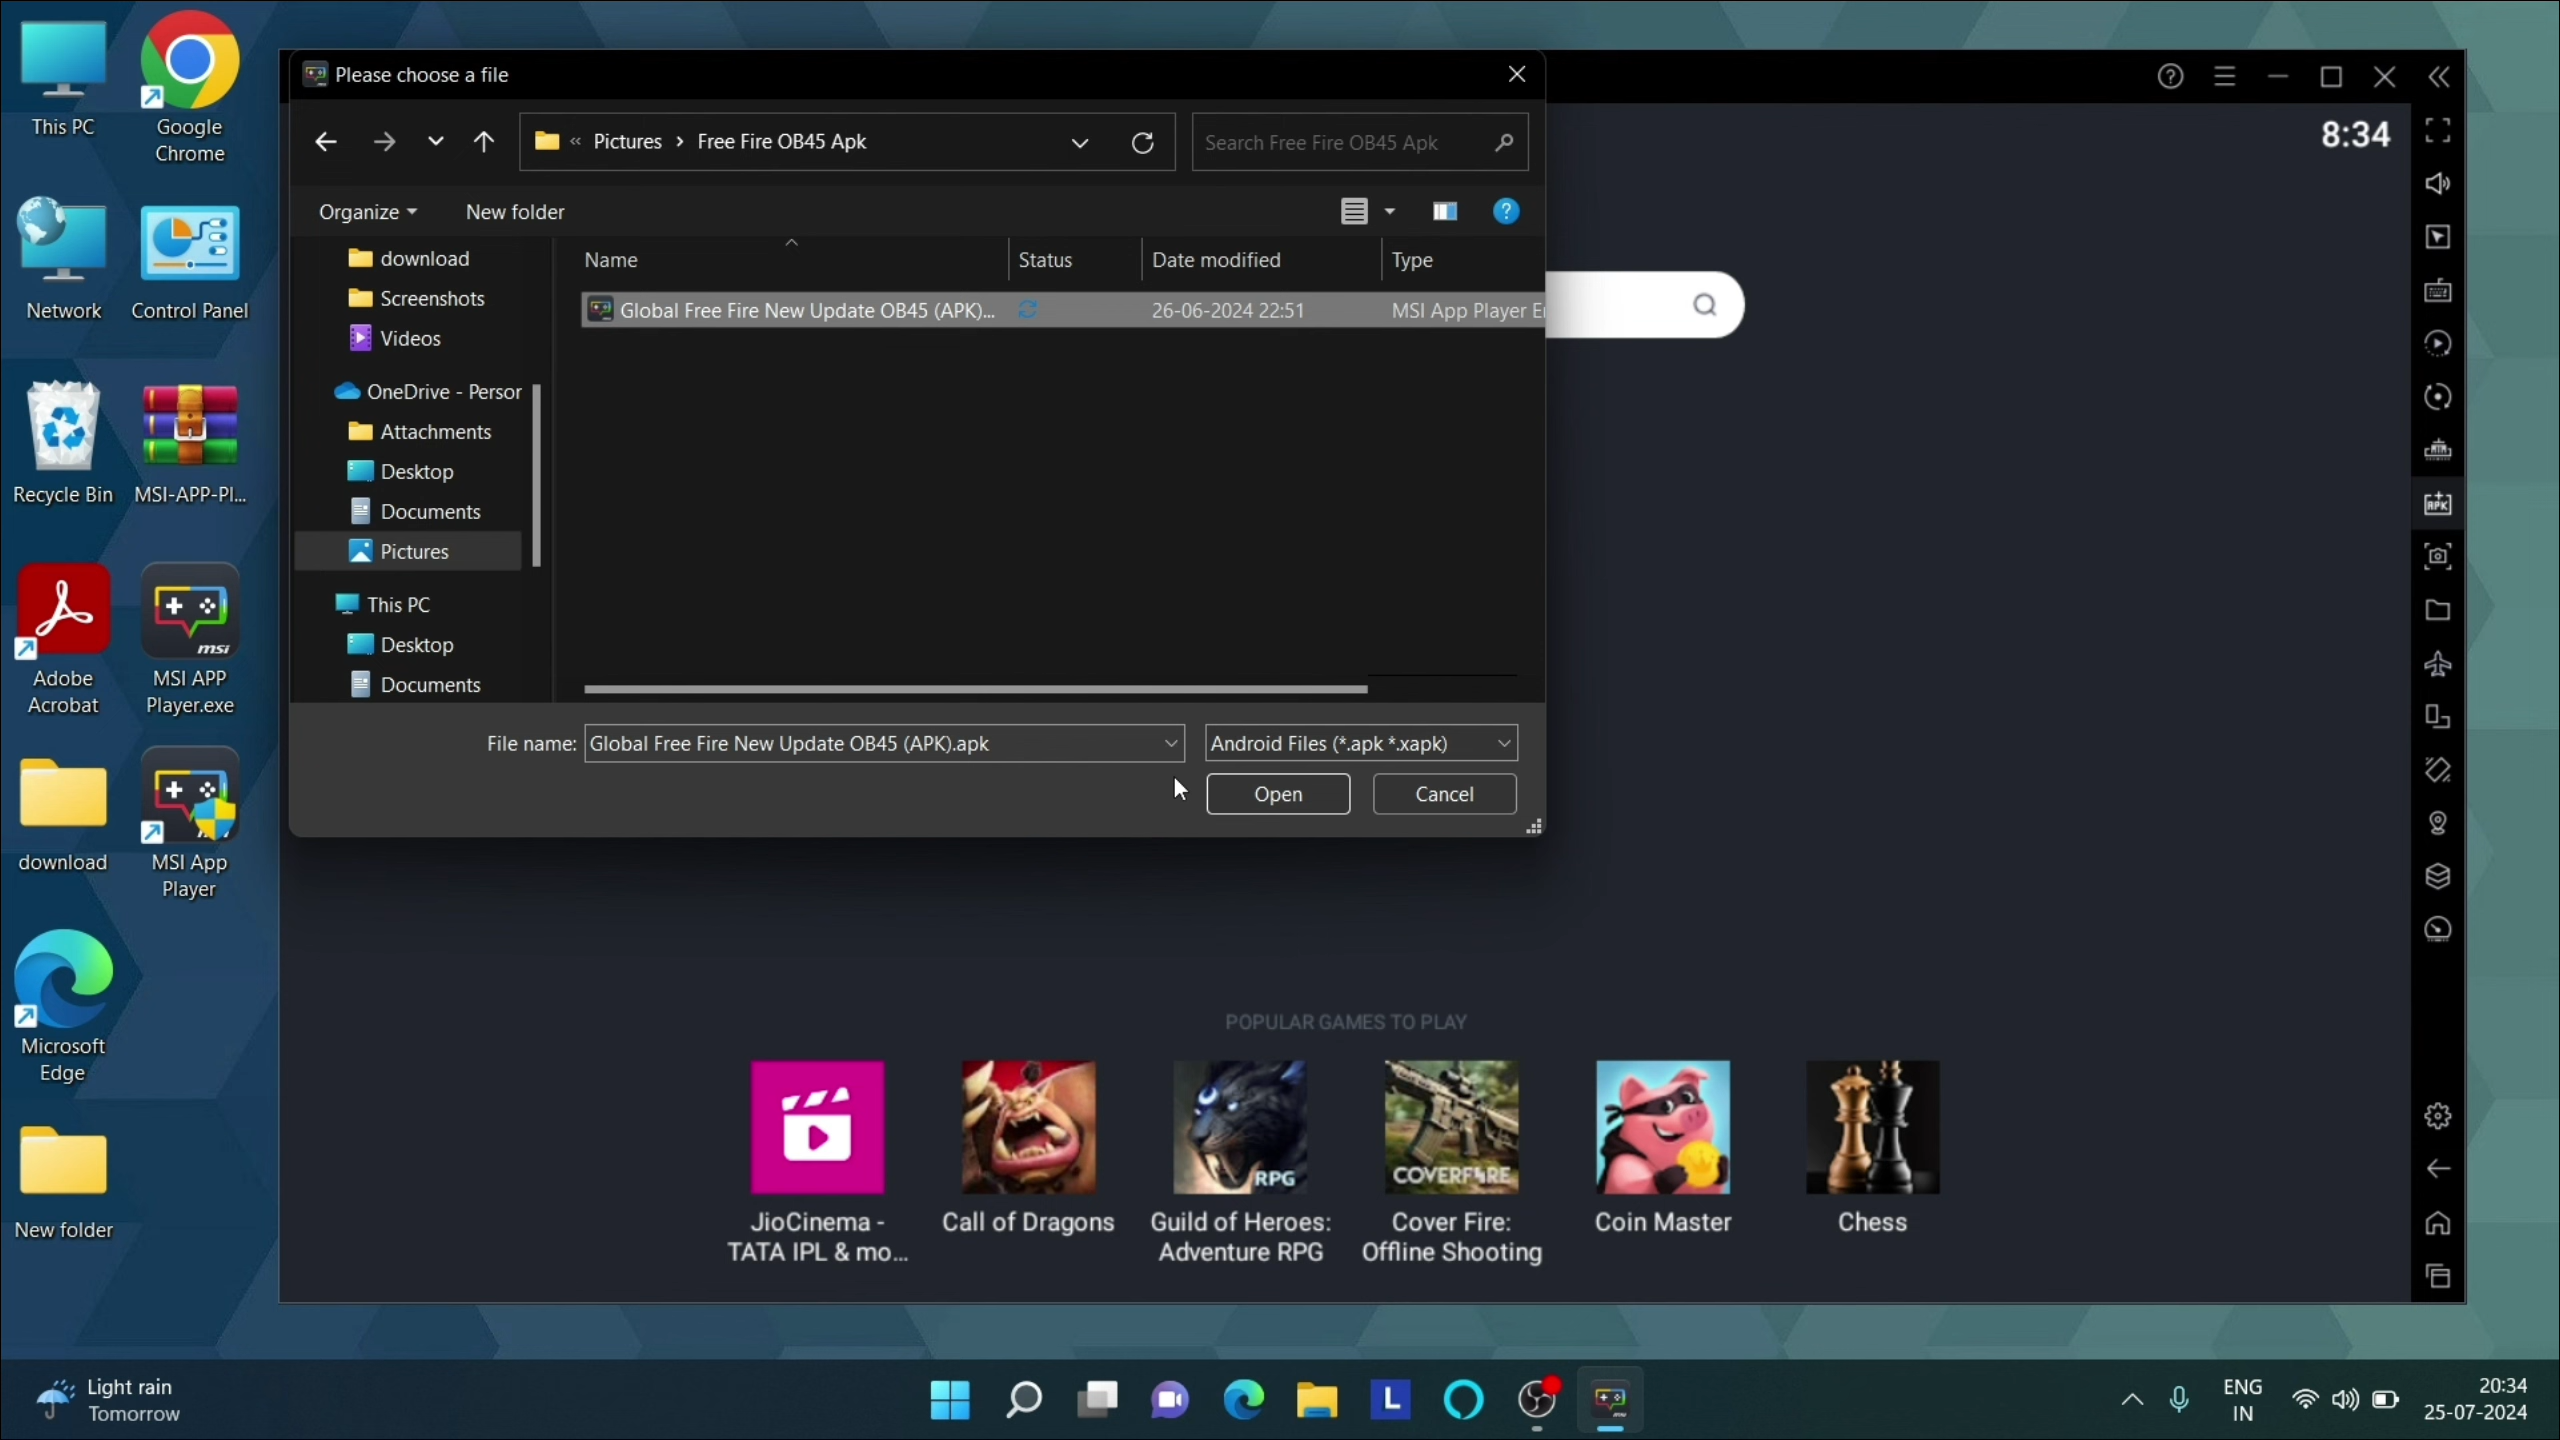 This PC
Google
Chrome
Network
Control Panel
Recycle Bin
MSI-APP-Pl...
Adobe
Acrobat
msi
MSI APP
Player.exe
download
MSI App
Player
Microsoft
Edge
New folder
Please choose a file
« Pictures > Free Fire OB45 Apk
Search Free Fire OB45 Apk
Organize
New folder
Name
Status
Date modified
Type
Global Free Fire New Update OB45 (APK)...
26-06-2024 22:51
MSI App Player E
download
Screenshots
Videos
OneDrive - Person
Attachments
Desktop
Documents
Pictures
This PC
Desktop
Documents
File name:
Global Free Fire New Update OB45 (APK).apk
Android Files (*.apk *.xapk)
Open
Cancel
8:34
APK
POPULAR GAMES TO PLAY
RPG
COVERFIRE
JioCinema -
TATA IPL & mo...
Call of Dragons
Guild of Heroes:
Adventure RPG
Cover Fire:
Offline Shooting
Coin Master
Chess
Light rain
Tomorrow
L
ENG
IN
20:34
25-07-2024